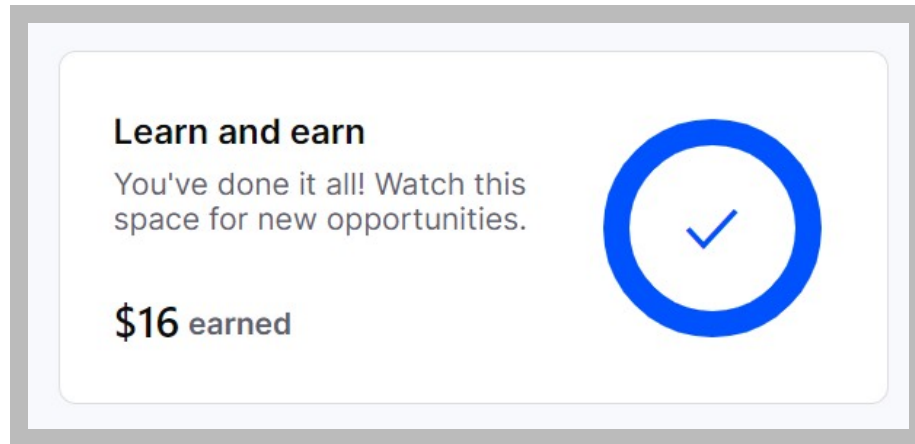 Learn and earn
You've done it all! Watch this
space for new opportunities.
$16 earned